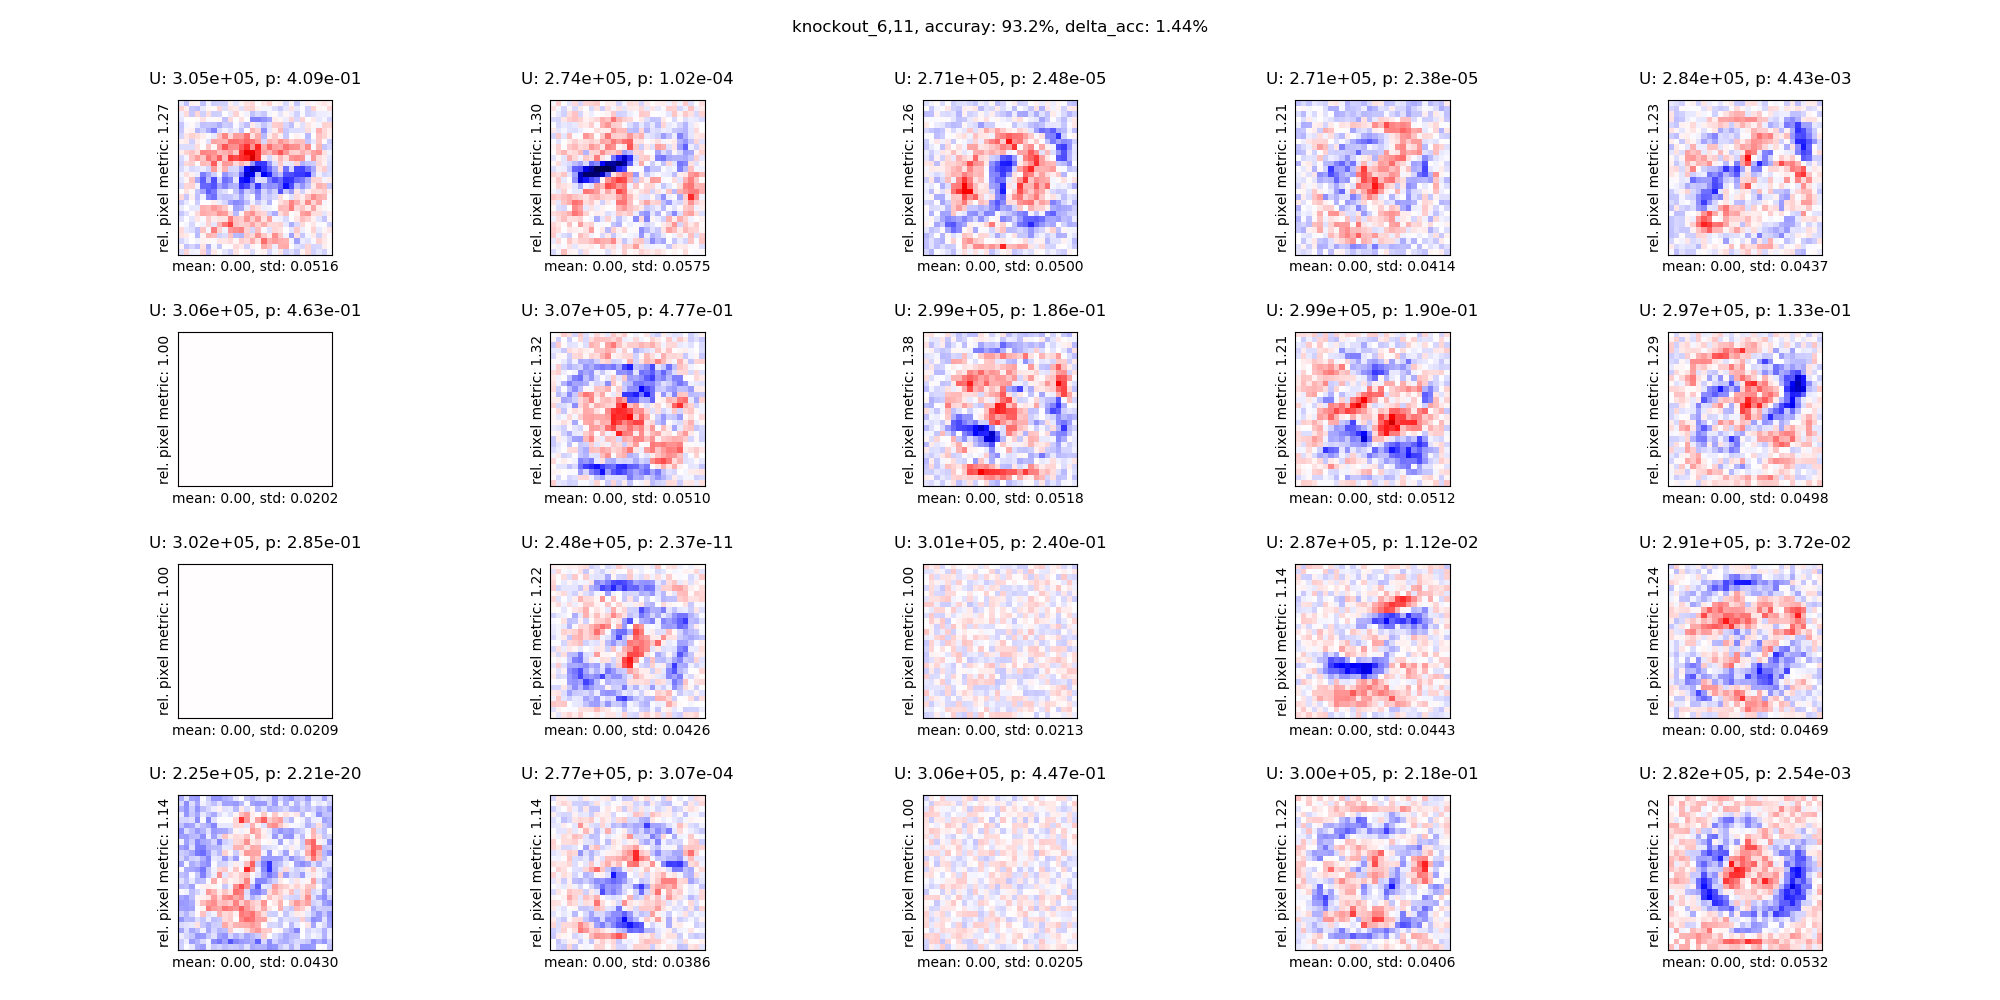 knockout_6,11, accuray: 93.2%, delta_acc: 1.44%
U: 3.05e+05, p: 4.09e-01
rel. pixel metric: 1.27
mean: 0.00, std: 0.0516
U: 2.74e+05, p: 1.02e-04
rel. pixel metric: 1.30
mean: 0.00, std: 0.0575
U: 2.71e+05, p: 2.48e-05
rel. pixel metric: 1.26
mean: 0.00, std: 0.0500
U: 2.71e+05, p: 2.38e-05
rel. pixel metric: 1.21
mean: 0.00, std: 0.0414
U: 2.84e+05, p: 4.43e-03
rel. pixel metric: 1.23
mean: 0.00, std: 0.0437
U: 3.06e+05, p: 4.63e-01
rel. pixel metric: 1.00
mean: 0.00, std: 0.0202
U: 3.07e+05, p: 4.77e-01
rel. pixel metric: 1.32
mean: 0.00, std: 0.0510
U: 2.99e+05, p: 1.86e-01
rel. pixel metric: 1.38
mean: 0.00, std: 0.0518
U: 2.99e+05, p: 1.90e-01
rel. pixel metric: 1.21
mean: 0.00, std: 0.0512
U: 2.97e+05, p: 1.33e-01
rel. pixel metric: 1.29
mean: 0.00, std: 0.0498
U: 3.02e+05, p: 2.85e-01
rel. pixel metric: 1.00
mean: 0.00, std: 0.0209
U: 2.48e+05, p: 2.37e-11
rel. pixel metric: 1.22
mean: 0.00, std: 0.0426
U: 3.01e+05, p: 2.40e-01
rel. pixel metric: 1.00
mean: 0.00, std: 0.0213
U: 2.87e+05, p: 1.12e-02
rel. pixel metric: 1.14
mean: 0.00, std: 0.0443
U: 2.91e+05, p: 3.72e-02
rel. pixel metric: 1.24
mean: 0.00, std: 0.0469
U: 2.25e+05, p: 2.21e-20
rel. pixel metric: 1.14
mean: 0.00, std: 0.0430
U: 2.77e+05, p: 3.07e-04
rel. pixel metric: 1.14
mean: 0.00, std: 0.0386
U: 3.06e+05, p: 4.47e-01
rel. pixel metric: 1.00
mean: 0.00, std: 0.0205
U: 3.00e+05, p: 2.18e-01
rel. pixel metric: 1.22
mean: 0.00, std: 0.0406
U: 2.82e+05, p: 2.54e-03
rel. pixel metric: 1.22
mean: 0.00, std: 0.0532